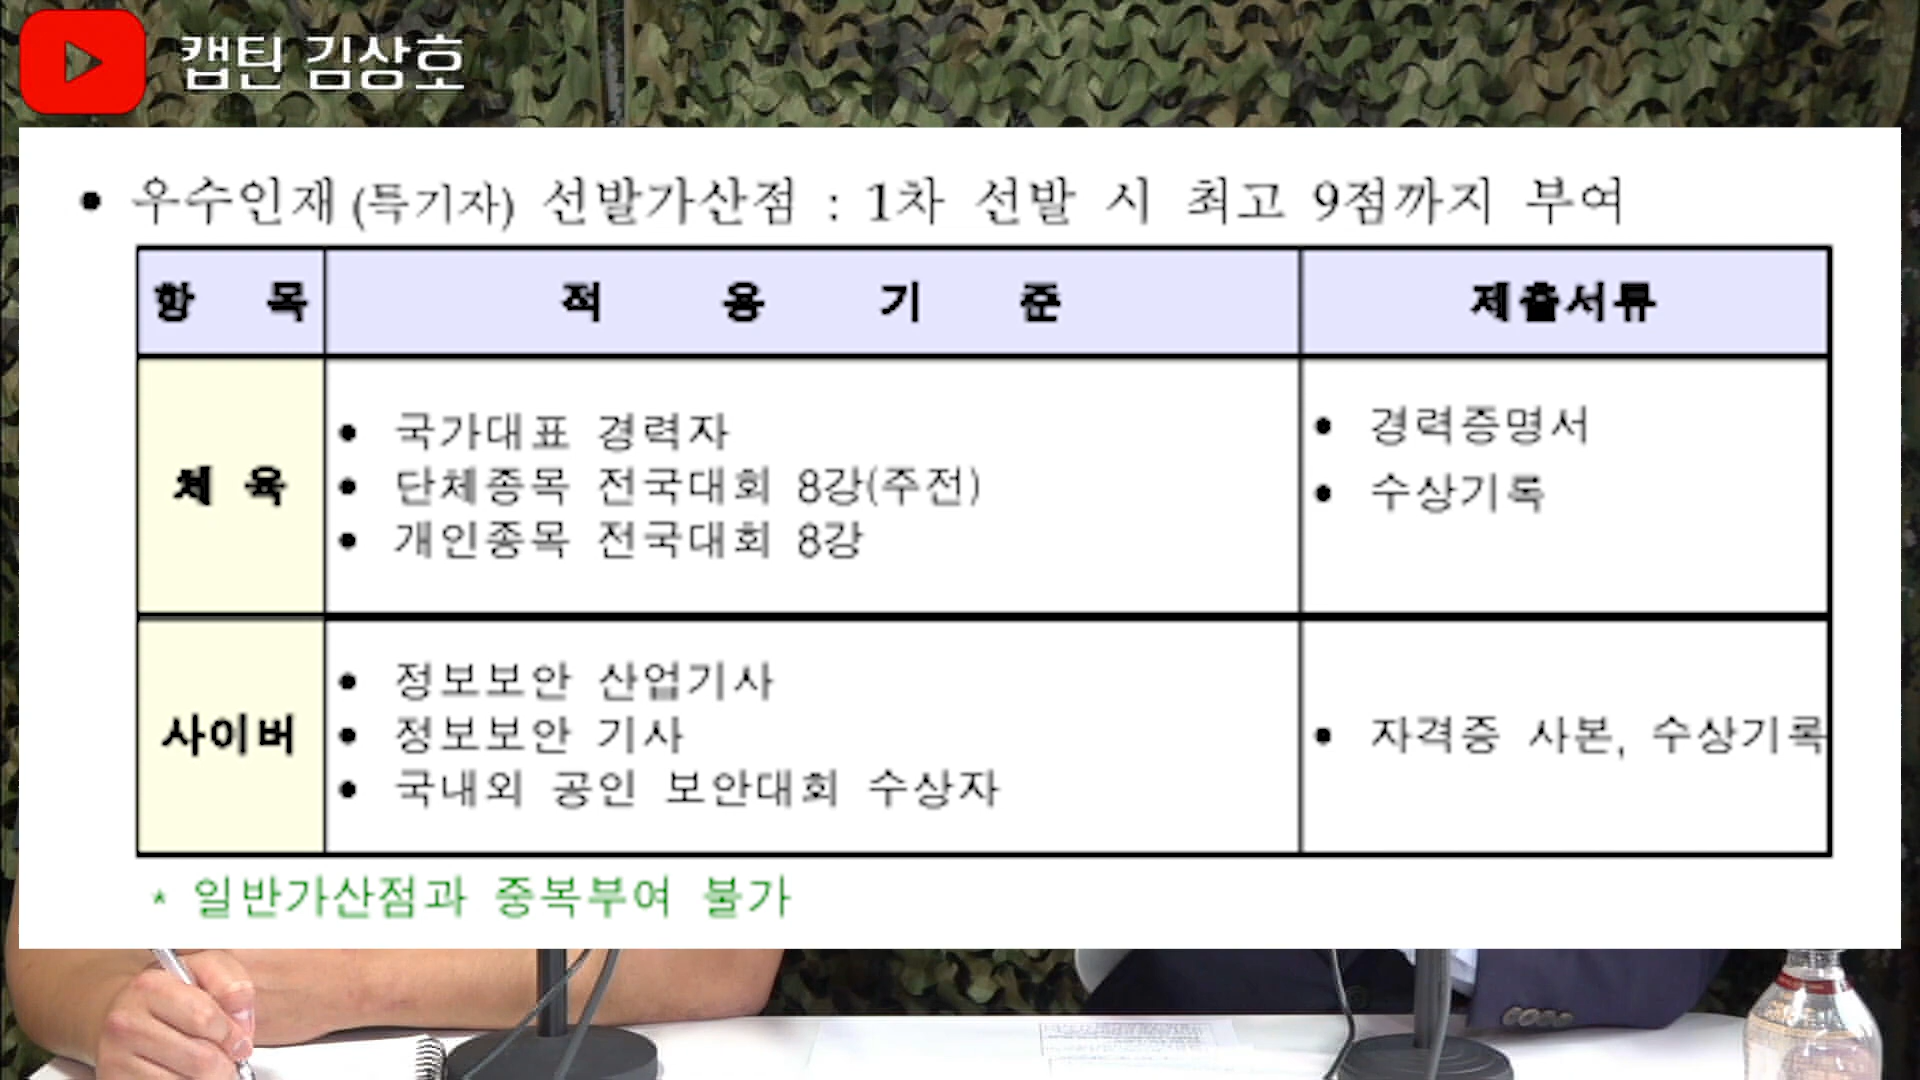 캡틴 김상호
• 우수인재 (특기자) 선발가산점 : 1차 선발 시 최고 9점까지 부여
항 목 적 용 기 준 제출서류
체 육
• 국가대표 경력자
• 단체종목 전국대회 8강(주전)
• 개인종목 전국대회 8강
• 경력증명서
• 수상기록
사이버
• 정보보안 산업기사
• 정보보안 기사
• 국내외 공인 보안대회 수상자
• 자격증 사본, 수상기록
* 일반가산점과 중복부여 불가